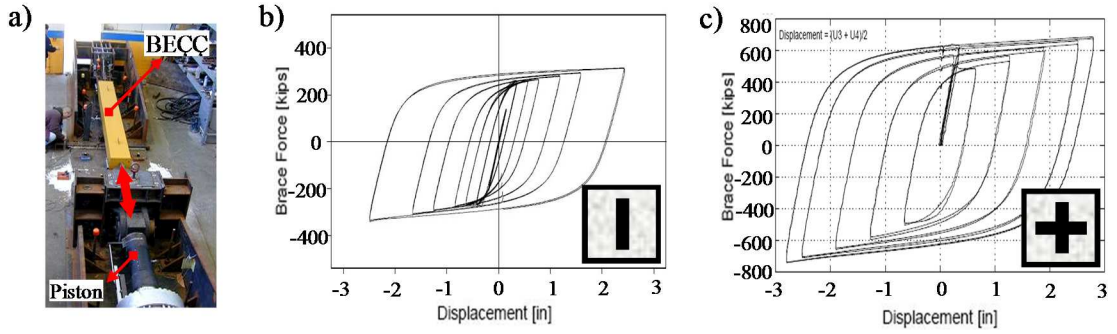 a)
BEÇÇ
Piston
b)
Brace Force [kips]
400
200
0
-200
-400
-3 -2 -1 0 1 2 3
Displacement [in]
c)
Brace Force [kips]
800
600
400
200
0
-200
-400
-600
800
Displacement = (U3 + U4)/2
-3 -2 -1 0 1 2 3
Displacement [in]